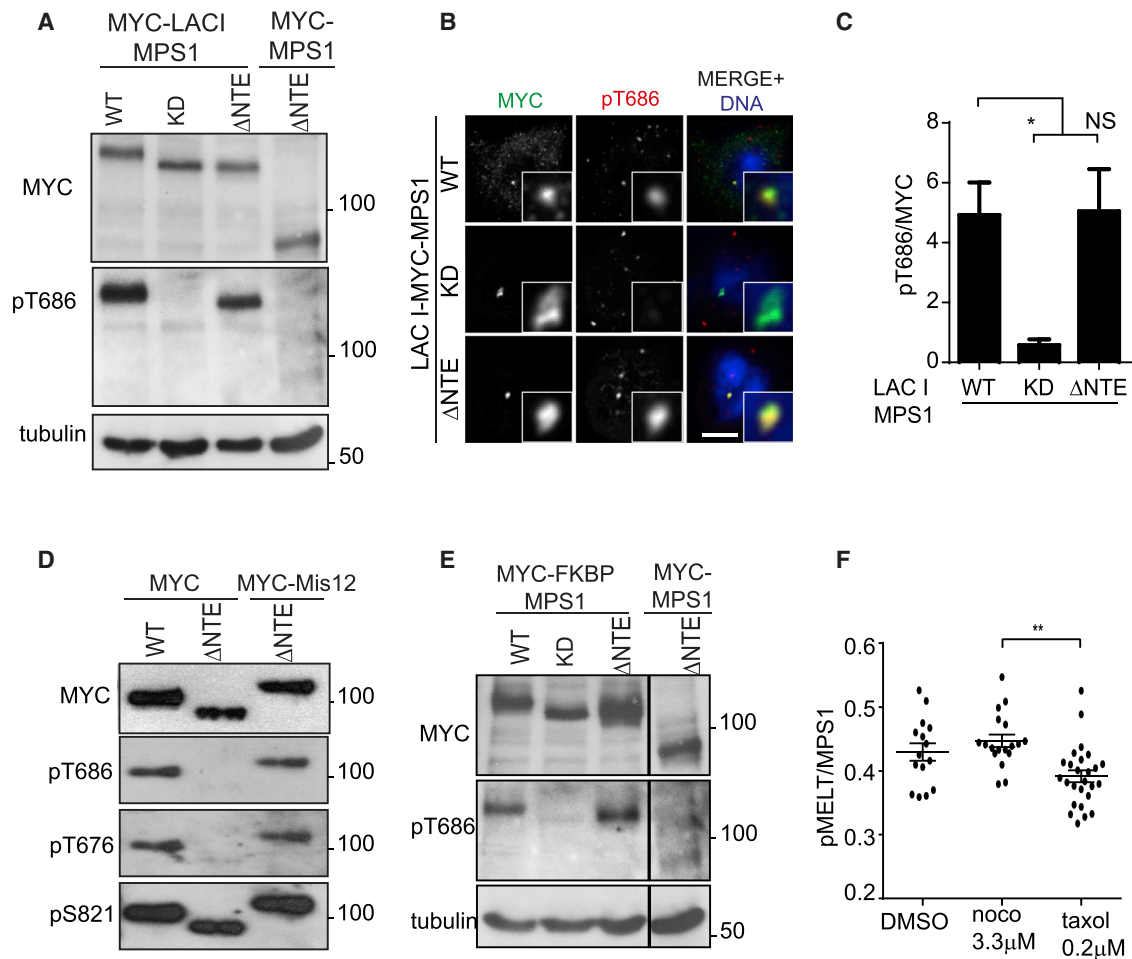 A
MYC-LACI
MPS1
MYC-
MPS1
WT
KD
ΔNTE
ΔNTE
MYC
100
pT686
100
tubulin
50
B
MYC
pT686
MERGE+
DNA
LAC I-MYC-MPS1
WT
KD
ΔNTE
C
pT686/MYC
8
6
4
2
0
*
NS
LAC I
MPS1
WT
KD
ΔNTE
D
MYC
MYC-Mis12
WT
ΔNTE
ΔNTE
MYC
100
pT686
100
pT676
100
pS821
100
E
MYC-FKBP
MPS1
MYC-
MPS1
WT
KD
ΔNTE
ΔNTE
MYC
100
pT686
100
tubulin
50
F
pMELT/MPS1
0.6
0.5
0.4
0.3
0.2
**
DMSO
noco
3.3μM
taxol
0.2μM